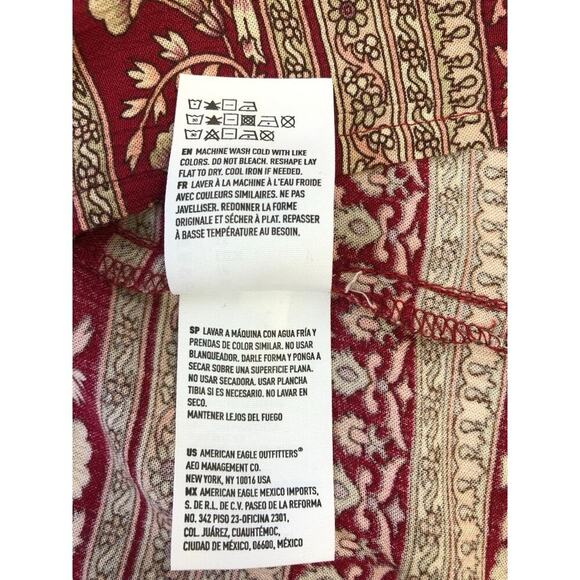 EN MACHINE WASH COLD WITH LIKE
COLORS. DO NOT BLEACH. RESHAPE LAY
FLAT TO DRY. COOL IRON IF NEEDED.
FR LAVER À LA MACHINE À L'EAU FROIDE
AVEC COULEURS SIMILAIRES. NE PAS
JAVELLISER. REDONNER LA FORME
ORIGINALE ET SÉCHER À PLAT. REPASSER
À BASSE TEMPÉRATURE AU BESOIN.
SP LAVAR A MÁQUINA CON AGUA FRÍA Y
PRENDAS DE COLOR SIMILAR. NO USAR
BLANQUEADOR. DARLE FORMA Y PONGA A
SECAR SOBRE UNA SUPERFICIE PLANA.
NO USAR SECADORA. USAR PLANCHA
TIBIA SI ES NECESARIO. NO LAVAR EN
SECO.
MANTENER LEJOS DEL FUEGO
US AMERICAN EAGLE OUTFITTERS®
AEO MANAGEMENT CO.
NEW YORK, NY 10016 USA
MX AMERICAN EAGLE MEXICO IMPORTS,
S. DE R.L. DE C.V. PASEO DE LA REFORMA
NO. 342 PISO 23-OFICINA 2301,
COL. JUÁREZ, CUAUHTÉMOC,
CIUDAD DE MÉXICO, 06600, MÉXICO